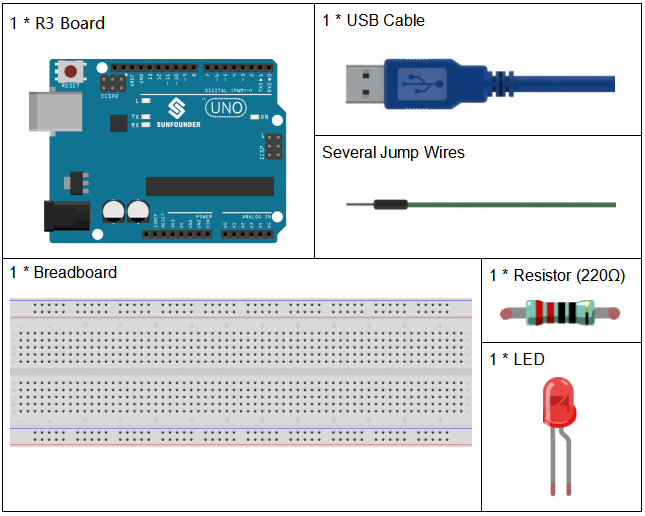 1 * R3 Board
1 * USB Cable
RESET
ICSP2
AREF
GND
13
12
~11
~10
~9
8
7
~6
~5
4
~3
2
TX▸1
RX◂0
DIGITAL (PWM~)
L
TX
RX
SUNFOUNDER
UNO
ON
ICSP
1
IOREF
RESET
3V3
5V
GND
GND
VIN
POWER
ANALOG IN
A0
A1
A2
A3
A4
A5
Several Jump Wires
1 * Breadboard
1 * Resistor (220Ω)
1 * LED